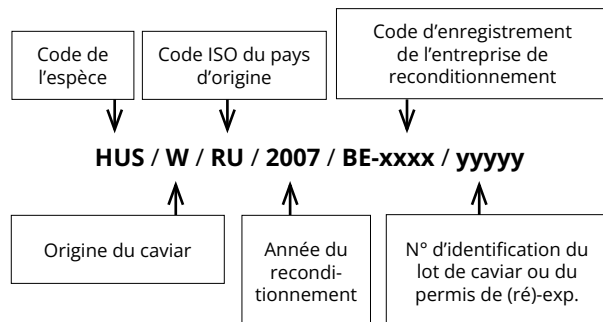 Code de
l'espèce
Code ISO du pays
d'origine
Code d'enregistrement
de l'entreprise de
reconditionnement
HUS / W / RU / 2007 / BE-xxxx / yyyyy
Origine du caviar
Année du
recondi-
tionnement
N° d'identification du
lot de caviar ou du
permis de (ré)-exp.